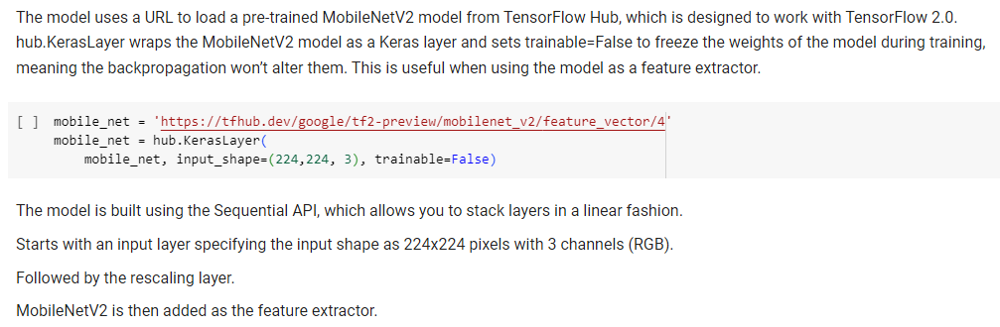 The model uses a URL to load a pre-trained MobileNetV2 model from TensorFlow Hub, which is designed to work with TensorFlow 2.0.
hub.KerasLayer wraps the MobileNetV2 model as a Keras layer and sets trainable=False to freeze the weights of the model during training,
meaning the backpropagation won't alter them. This is useful when using the model as a feature extractor.
[ ] mobile_net = 'https://tfhub.dev/google/tf2-preview/mobilenet_v2/feature_vector/4'
mobile_net = hub.KerasLayer(
mobile_net, input_shape=(224,224, 3), trainable=False)
The model is built using the Sequential API, which allows you to stack layers in a linear fashion.
Starts with an input layer specifying the input shape as 224x224 pixels with 3 channels (RGB).
Followed by the rescaling layer.
MobileNetV2 is then added as the feature extractor.